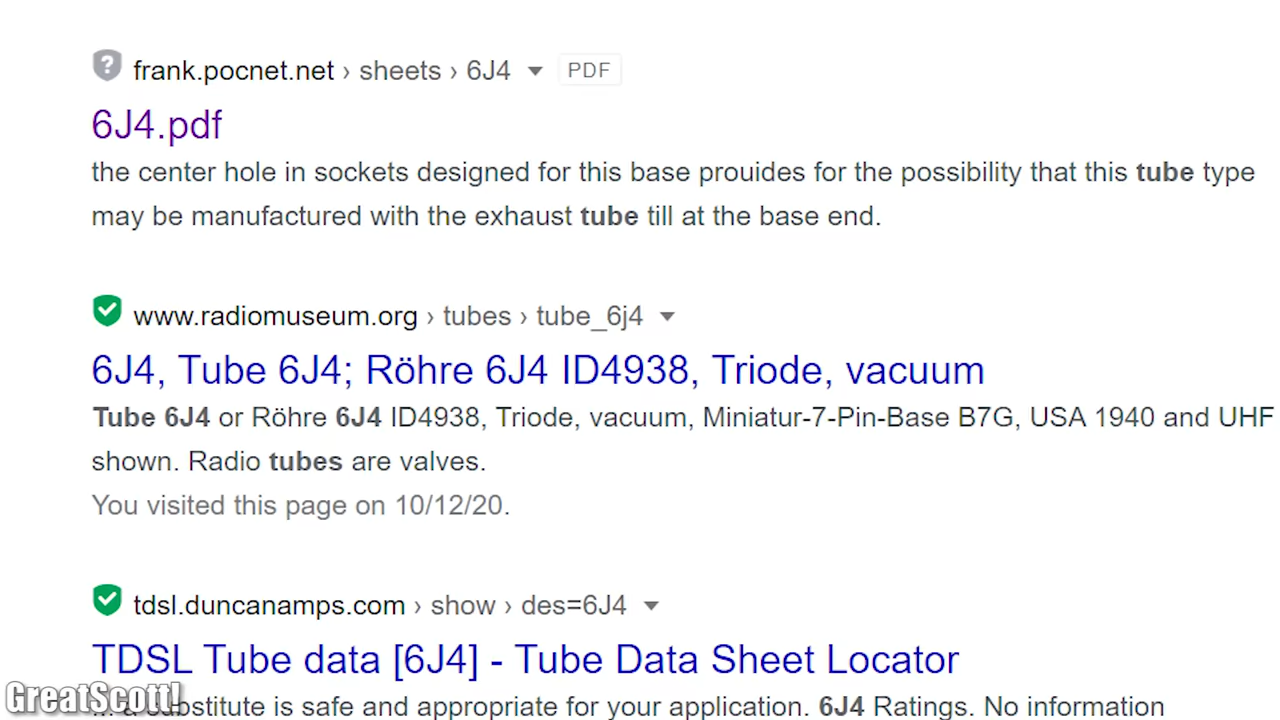 frank.pocnet.net › sheets › 6J4 PDF
6J4.pdf
the center hole in sockets designed for this base prouides for the possibility that this tube type
may be manufactured with the exhaust tube till at the base end.
www.radiomuseum.org › tubes › tube_6j4
6J4, Tube 6J4; Röhre 6J4 ID4938, Triode, vacuum
Tube 6J4 or Röhre 6J4 ID4938, Triode, vacuum, Miniatur-7-Pin-Base B7G, USA 1940 and UHF
shown. Radio tubes are valves.
You visited this page on 10/12/20.
tdsl.duncanamps.com › show › des=6J4
TDSL Tube data [6J4] - Tube Data Sheet Locator
... a substitute is safe and appropriate for your application. 6J4 Ratings. No information
GreatScott!